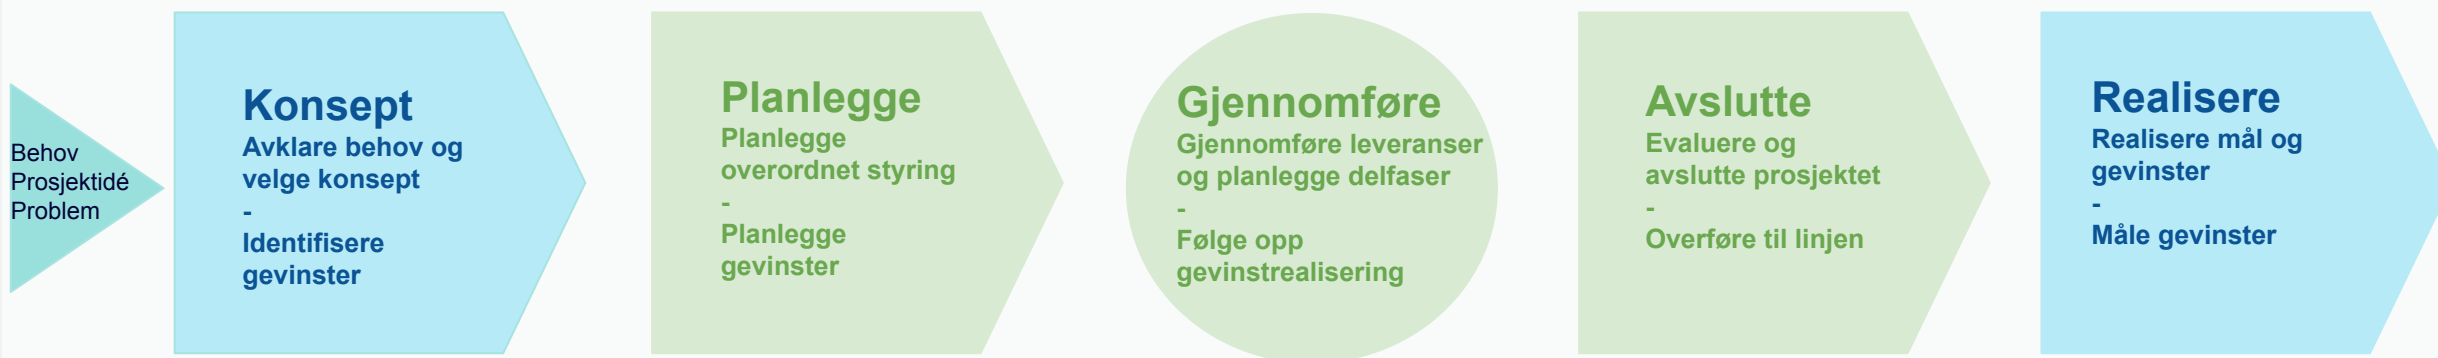 Behov
Prosjektidé
Problem
Konsept
Avklare behov og
velge konsept
-
Identifisere
gevinster
Planlegge
Planlegge
overordnet styring
-
Planlegge
gevinster
Gjennomføre
Gjennomføre leveranser
og planlegge delfaser
-
Følge opp
gevinstrealisering
Avslutte
Evaluere og
avslutte prosjektet
-
Overføre til linjen
Realisere
Realisere mål og
gevinster
-
Måle gevinster